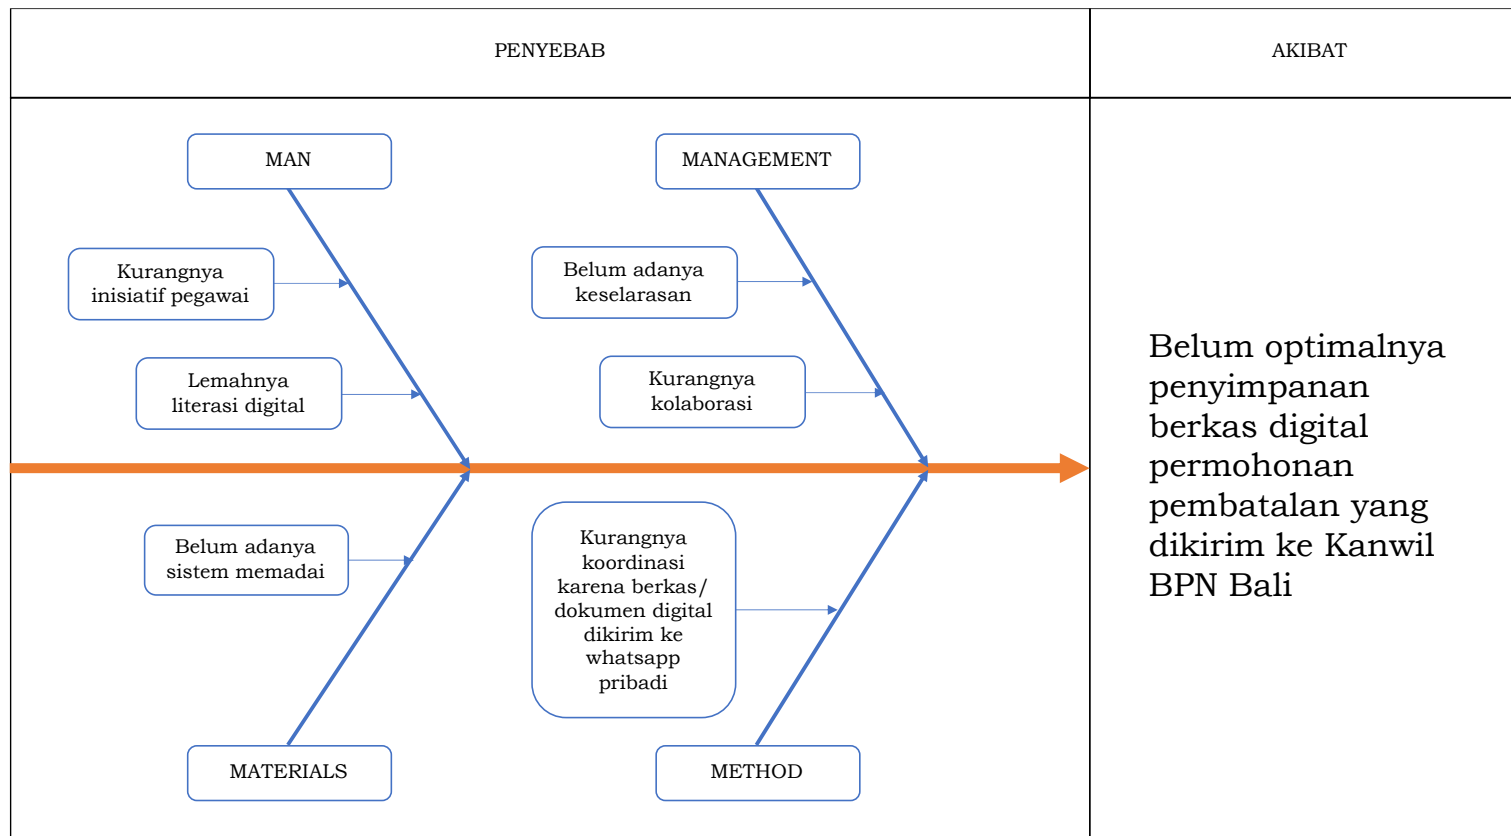 PENYEBAB
AKIBAT
MAN
MANAGEMENT
Kurangnya
inisiatif pegawai
Belum adanya
keselarasan
Lemahnya
literasi digital
Kurangnya
kolaborasi
Belum optimalnya
penyimpanan
berkas digital
permohonan
pembatalan yang
dikirim ke Kanwil
BPN Bali
Belum adanya
sistem memadai
Kurangnya
koordinasi
karena berkas/
dokumen digital
dikirim ke
whatsapp
pribadi
MATERIALS
METHOD